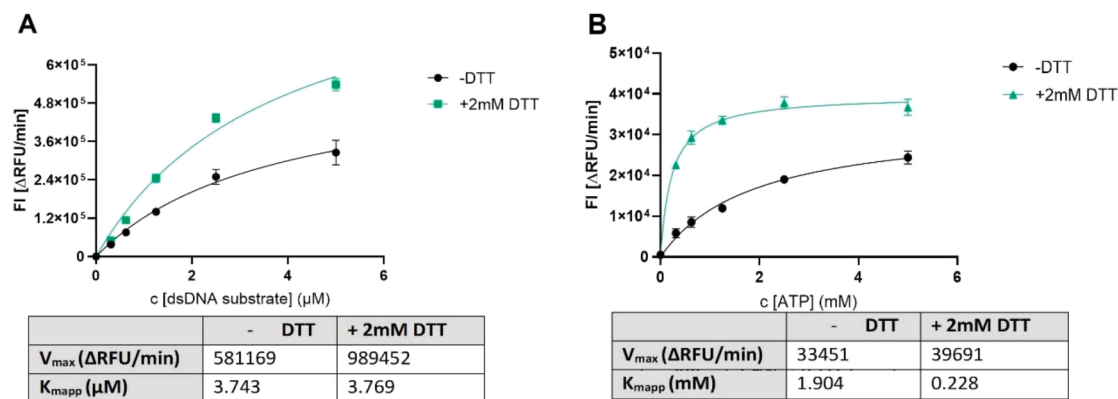 A
FI [ΔRFU/min]
6×10⁵
4.8×10⁵
3.6×10⁵
2.4×10⁵
1.2×10⁵
0
0 2 4 6
c [dsDNA substrate] (µM)
-DTT
+2mM DTT
- DTT + 2mM DTT
Vmax (ΔRFU/min) 581169 989452
Kmapp (µM) 3.743 3.769
B
FI [ΔRFU/min]
5×10⁴
4×10⁴
3×10⁴
2×10⁴
1×10⁴
0
0 2 4 6
c [ATP] (mM)
-DTT
+2mM DTT
- DTT + 2mM DTT
Vmax (ΔRFU/min) 33451 39691
Kmapp (mM) 1.904 0.228